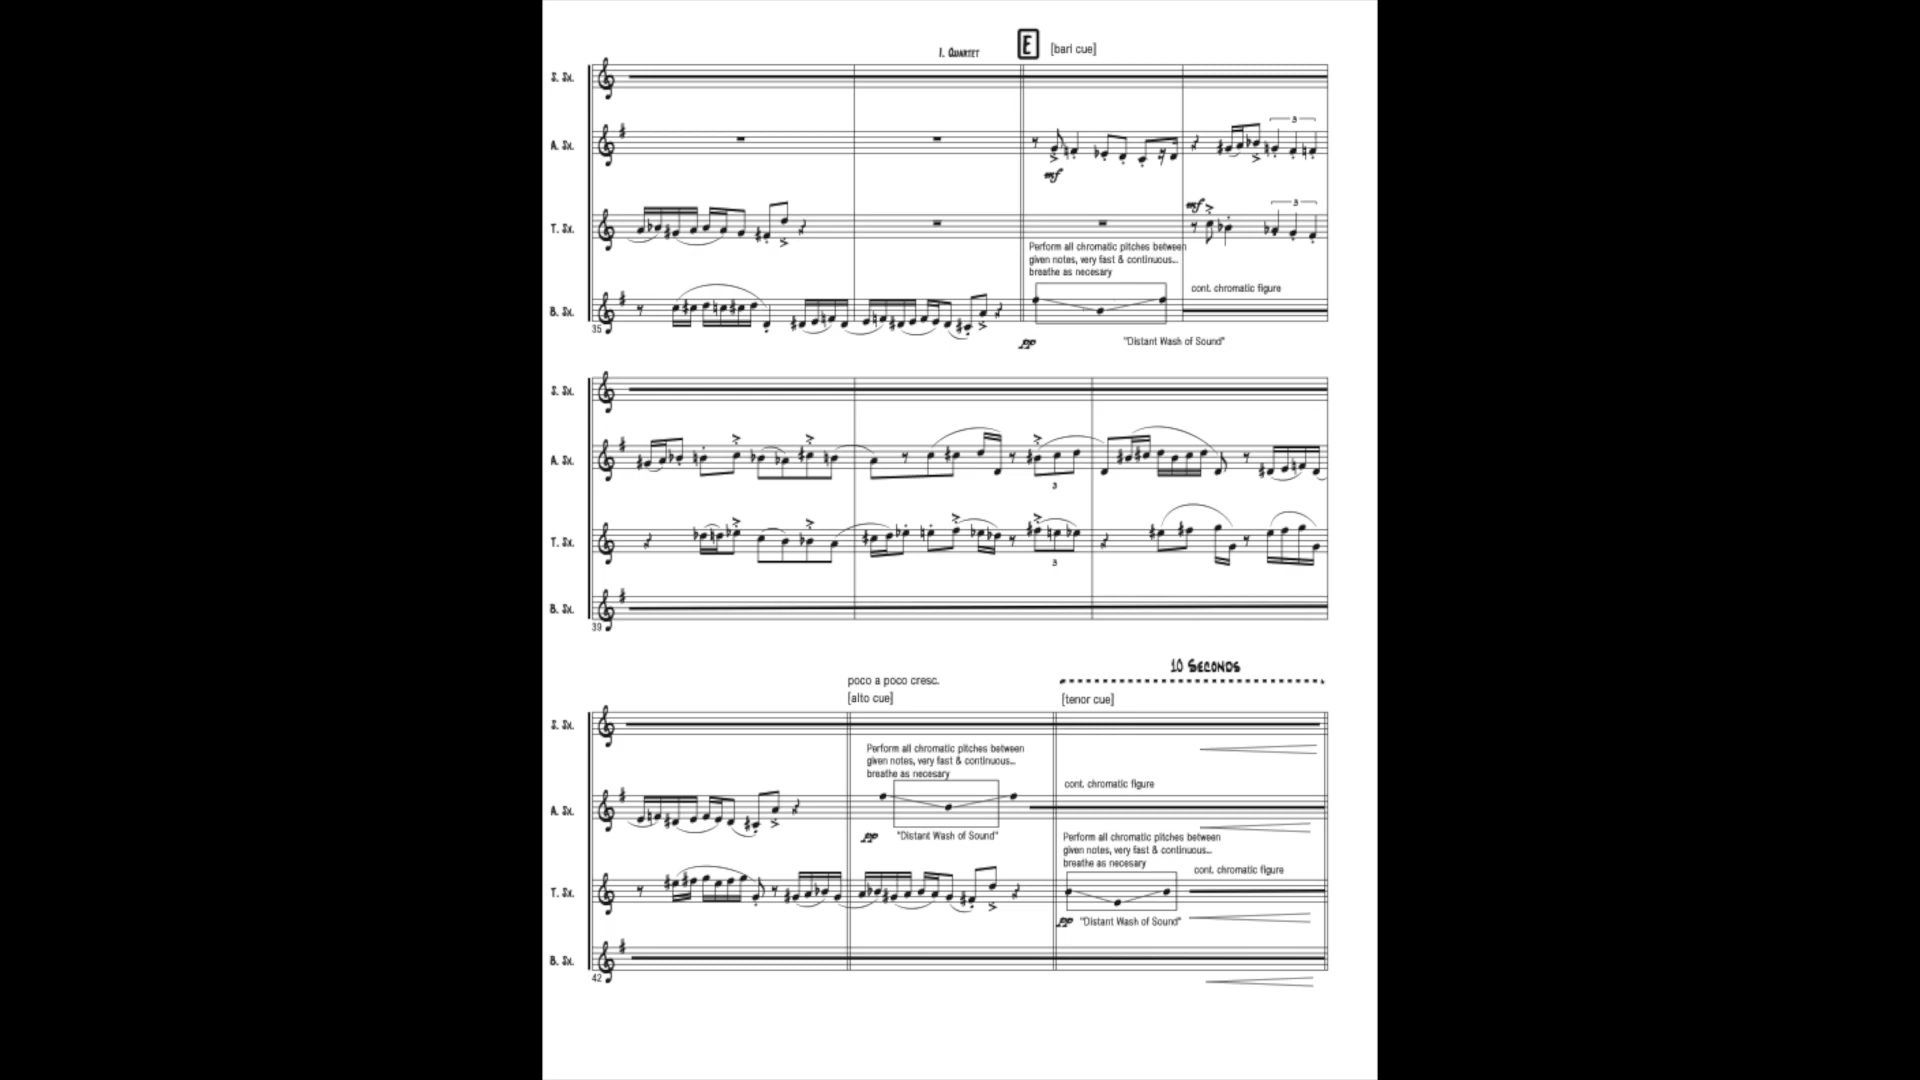 I. Quartet
E
[bari cue]
S. Sx.
A. Sx.
3
mf
T. Sx.
mf
3
Perform all chromatic pitches between
given notes, very fast & continuous...
breathe as necesary
cont. chromatic figure
B. Sx.
35
pp
"Distant Wash of Sound"
S. Sx.
A. Sx.
3
T. Sx.
3
B. Sx.
39
10 Seconds
poco a poco cresc.
[alto cue]
[tenor cue]
S. Sx.
Perform all chromatic pitches between
given notes, very fast & continuous...
breathe as necesary
cont. chromatic figure
A. Sx.
pp
"Distant Wash of Sound"
Perform all chromatic pitches between
given notes, very fast & continuous...
breathe as necesary
cont. chromatic figure
T. Sx.
pp
"Distant Wash of Sound"
B. Sx.
42